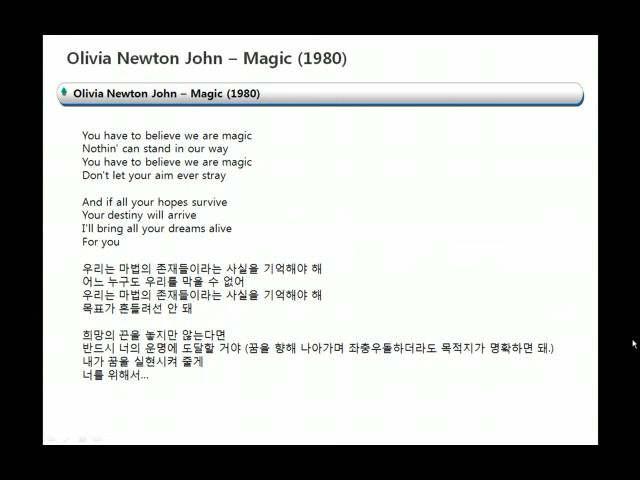 Olivia Newton John – Magic (1980)
Olivia Newton John – Magic (1980)
You have to believe we are magic
Nothin' can stand in our way
You have to believe we are magic
Don't let your aim ever stray
And if all your hopes survive
Your destiny will arrive
I'll bring all your dreams alive
For you
우리는 마법의 존재들이라는 사실을 기억해야 해
어느 누구도 우리를 막을 수 없어
우리는 마법의 존재들이라는 사실을 기억해야 해
목표가 흔들려선 안 돼
희망의 끈을 놓지만 않는다면
반드시 너의 운명에 도달할 거야 (꿈을 향해 나아가며 좌충우돌하더라도 목적지가 명확하면 돼.)
내가 꿈을 실현시켜 줄게
너를 위해서...